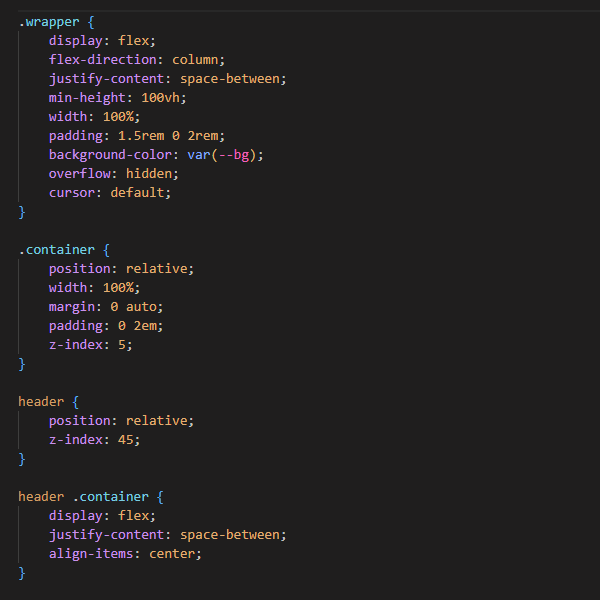 .wrapper {
    display: flex;
    flex-direction: column;
    justify-content: space-between;
    min-height: 100vh;
    width: 100%;
    padding: 1.5rem 0 2rem;
    background-color: var(--bg);
    overflow: hidden;
    cursor: default;
}

.container {
    position: relative;
    width: 100%;
    margin: 0 auto;
    padding: 0 2em;
    z-index: 5;
}

header {
    position: relative;
    z-index: 45;
}

header .container {
    display: flex;
    justify-content: space-between;
    align-items: center;
}